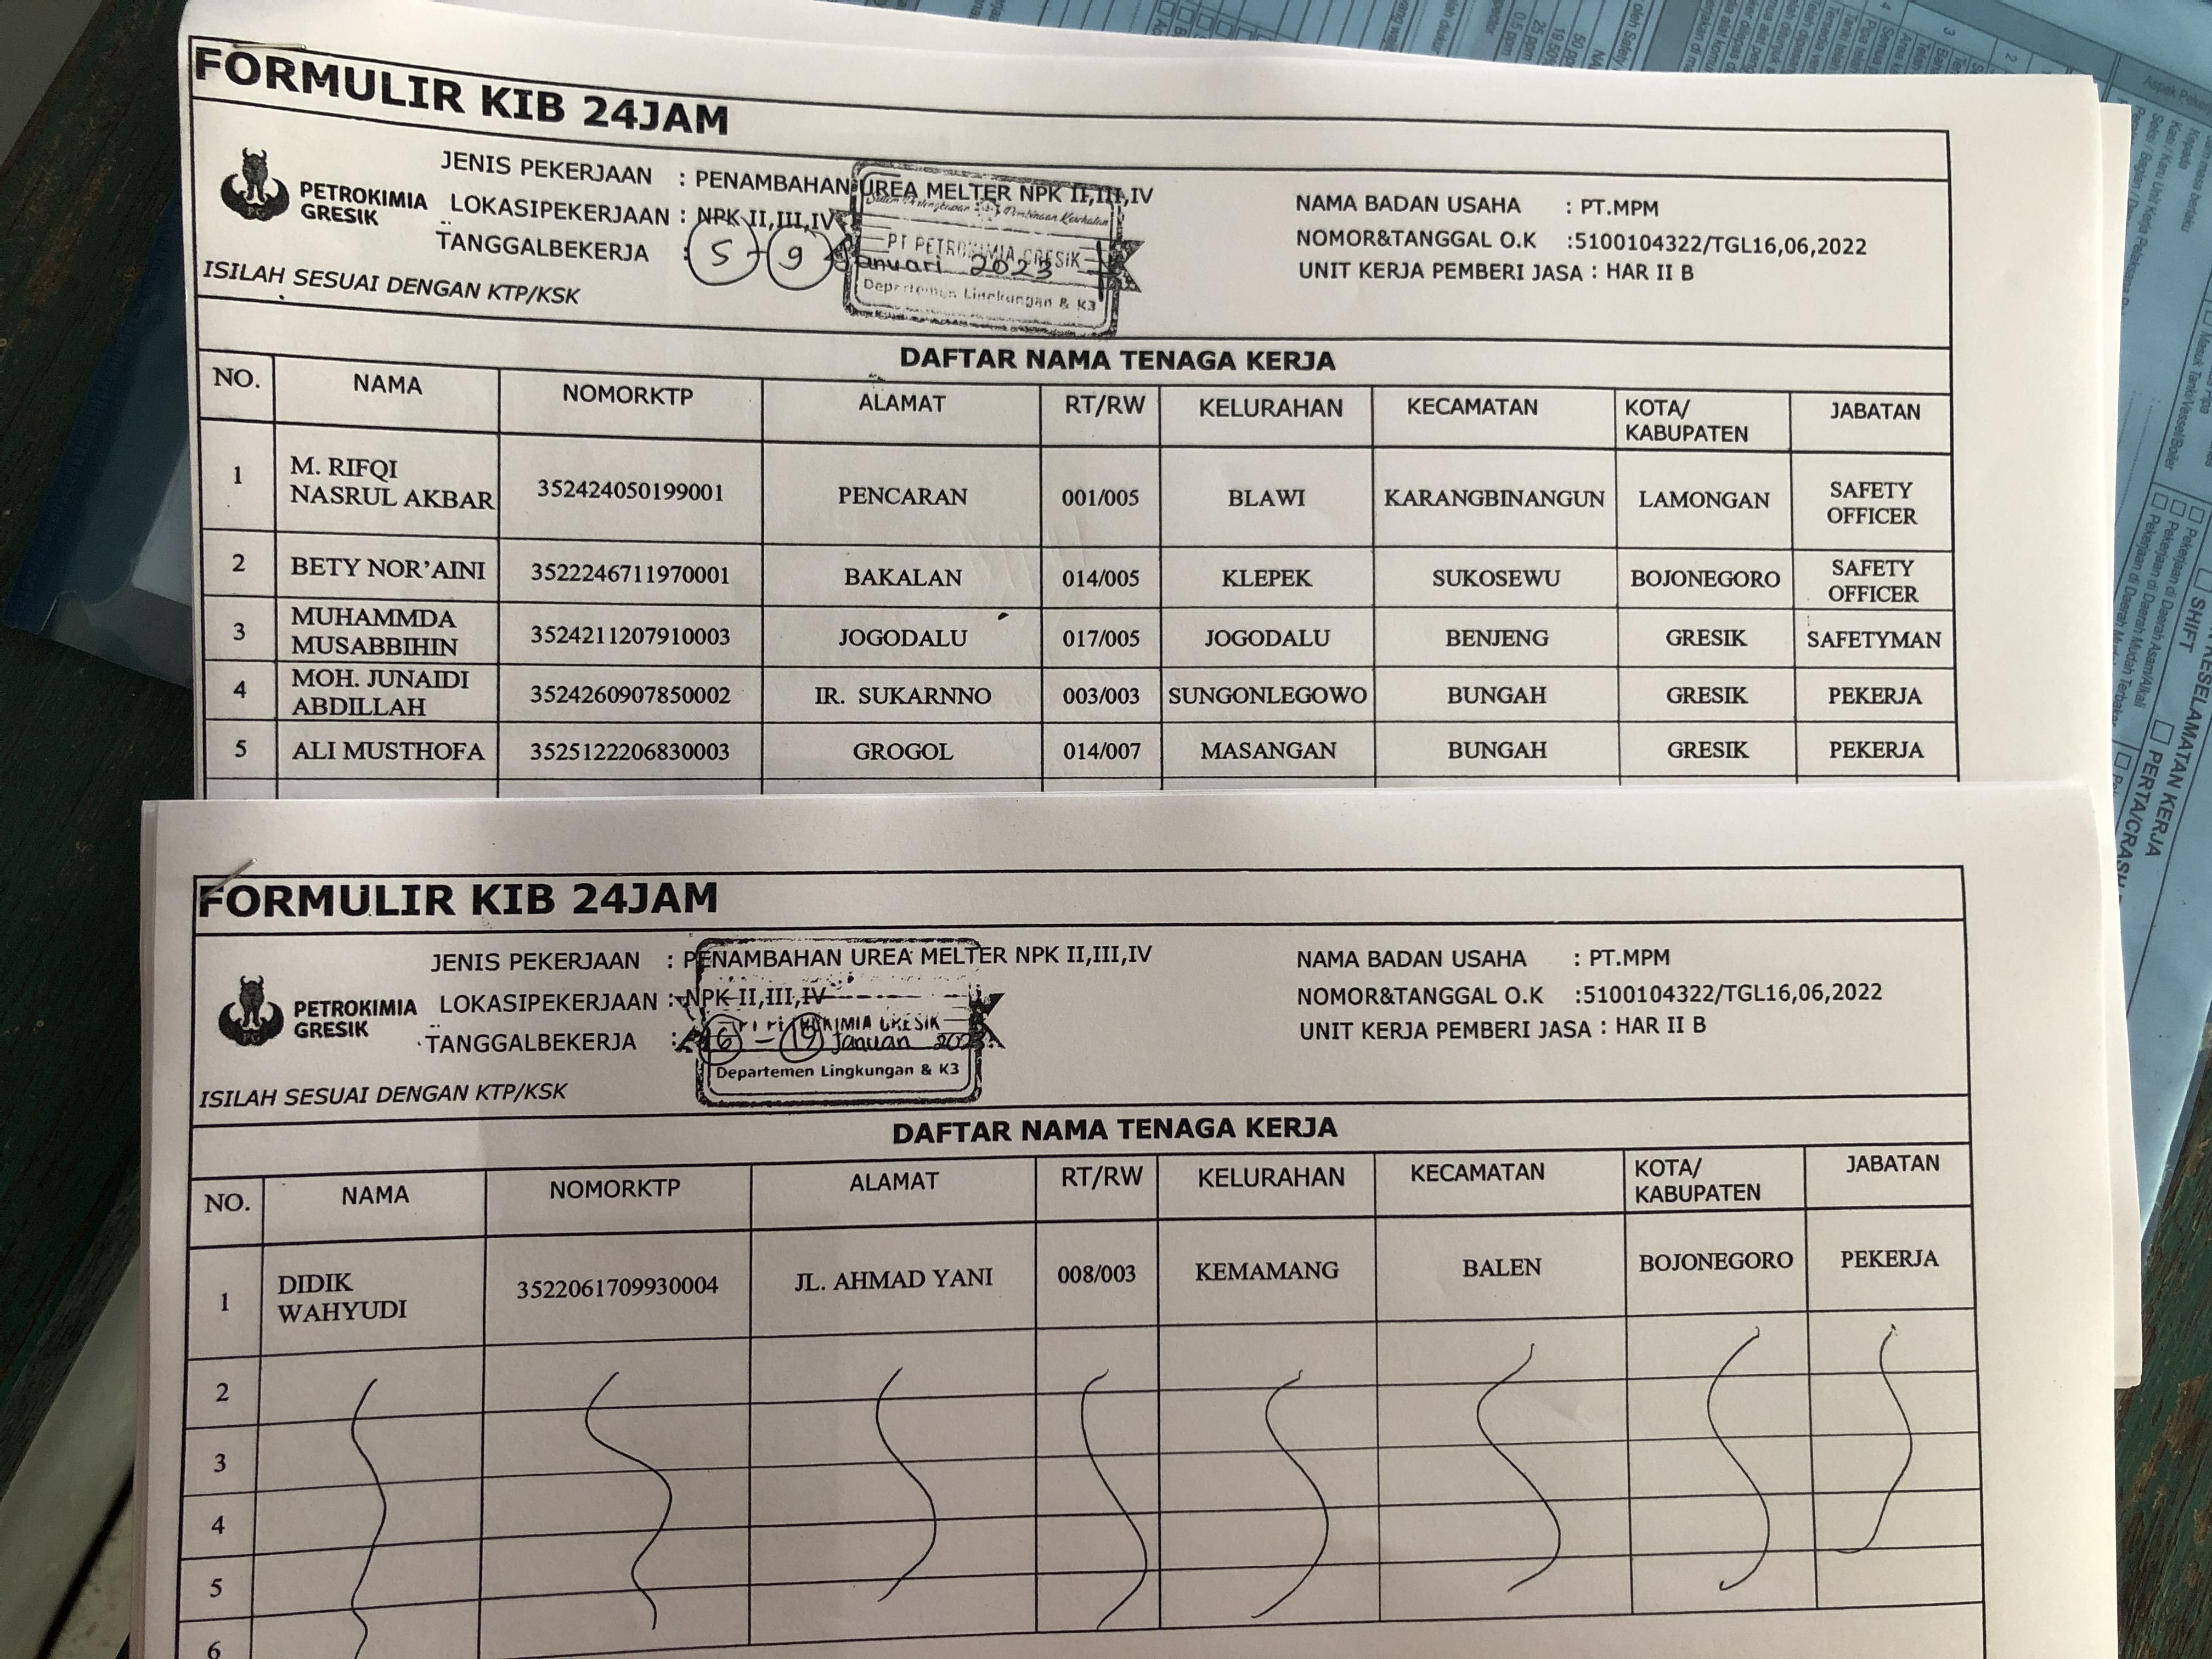 FORMULIR KIB 24JAM
PETROKIMIA
GRESIK
JENIS PEKERJAAN : PENAMBAHAN UREA MELTER NPK II,III,IV
LOKASIPEKERJAAN : NPK II,III,IV
TANGGALBEKERJA : 5 - 9 Januari 2023
ISILAH SESUAI DENGAN KTP/KSK
PT PETROKIMIA GRESIK
Departemen Lingkungan & K3
NAMA BADAN USAHA : PT.MPM
NOMOR&TANGGAL O.K :5100104322/TGL16,06,2022
UNIT KERJA PEMBERI JASA : HAR II B
DAFTAR NAMA TENAGA KERJA
NO. NAMA NOMORKTP ALAMAT RT/RW KELURAHAN KECAMATAN KOTA/ KABUPATEN JABATAN
1 M. RIFQI NASRUL AKBAR 352424050199001 PENCARAN 001/005 BLAWI KARANGBINANGUN LAMONGAN SAFETY OFFICER
2 BETY NOR'AINI 3522246711970001 BAKALAN 014/005 KLEPEK SUKOSEWU BOJONEGORO SAFETY OFFICER
3 MUHAMMDA MUSABBIHIN 3524211207910003 JOGODALU 017/005 JOGODALU BENJENG GRESIK SAFETYMAN
4 MOH. JUNAIDI ABDILLAH 3524260907850002 IR. SUKARNNO 003/003 SUNGONLEGOWO BUNGAH GRESIK PEKERJA
5 ALI MUSTHOFA 3525122206830003 GROGOL 014/007 MASANGAN BUNGAH GRESIK PEKERJA
FORMULIR KIB 24JAM
PETROKIMIA
GRESIK
JENIS PEKERJAAN : PENAMBAHAN UREA MELTER NPK II,III,IV
LOKASIPEKERJAAN : NPK II,III,IV
TANGGALBEKERJA : 6 - 19 Januari 2023
ISILAH SESUAI DENGAN KTP/KSK
Departemen Lingkungan & K3
NAMA BADAN USAHA : PT.MPM
NOMOR&TANGGAL O.K :5100104322/TGL16,06,2022
UNIT KERJA PEMBERI JASA : HAR II B
DAFTAR NAMA TENAGA KERJA
NO. NAMA NOMORKTP ALAMAT RT/RW KELURAHAN KECAMATAN KOTA/ KABUPATEN JABATAN
1 DIDIK WAHYUDI 3522061709930004 JL. AHMAD YANI 008/003 KEMAMANG BALEN BOJONEGORO PEKERJA
2
3
4
5
6
KESELAMATAN KERJA
SHIFT
PERTA/CRASH